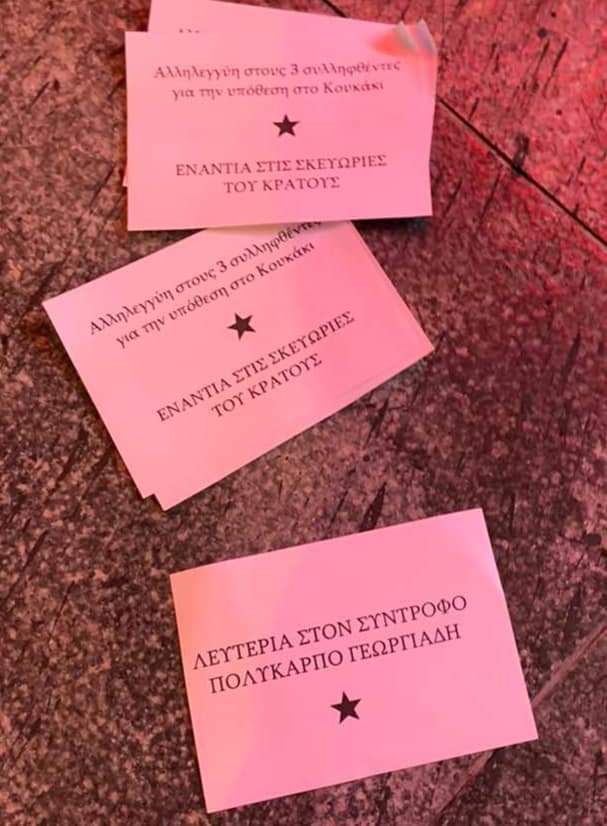 Αλληλεγγύη στους 3 συλληφθέντες
για την υπόθεση στο Κουκάκι
ΕΝΑΝΤΙΑ ΣΤΙΣ ΣΚΕΥΩΡΙΕΣ
ΤΟΥ ΚΡΑΤΟΥΣ
Αλληλεγγύη στους 3 συλληφθέντες
για την υπόθεση στο Κουκάκι
ΕΝΑΝΤΙΑ ΣΤΙΣ ΣΚΕΥΩΡΙΕΣ
ΤΟΥ ΚΡΑΤΟΥΣ
ΛΕΥΤΕΡΙΑ ΣΤΟΝ ΣΥΝΤΡΟΦΟ
ΠΟΛΥΚΑΡΠΟ ΓΕΩΡΓΙΑΔΗ